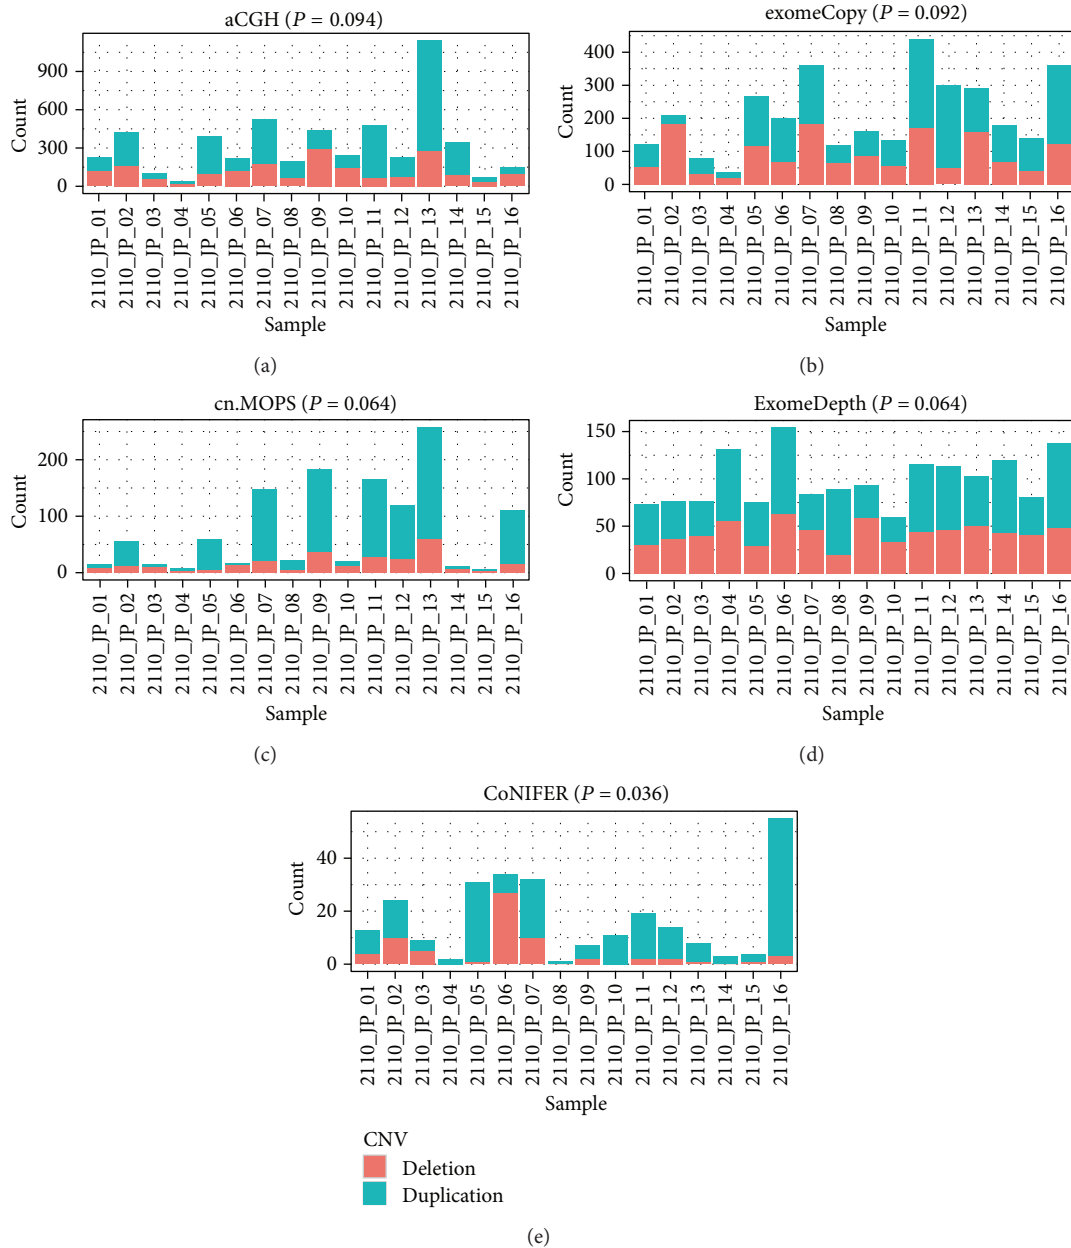 aCGH (P = 0.094)
Count
900
600
300
0
2110_JP_01
2110_JP_02
2110_JP_03
2110_JP_04
2110_JP_05
2110_JP_06
2110_JP_07
2110_JP_08
2110_JP_09
2110_JP_10
2110_JP_11
2110_JP_12
2110_JP_13
2110_JP_14
2110_JP_15
2110_JP_16
Sample
(a)
exomeCopy (P = 0.092)
Count
400
300
200
100
0
2110_JP_01
2110_JP_02
2110_JP_03
2110_JP_04
2110_JP_05
2110_JP_06
2110_JP_07
2110_JP_08
2110_JP_09
2110_JP_10
2110_JP_11
2110_JP_12
2110_JP_13
2110_JP_14
2110_JP_15
2110_JP_16
Sample
(b)
cn.MOPS (P = 0.064)
Count
200
100
0
2110_JP_01
2110_JP_02
2110_JP_03
2110_JP_04
2110_JP_05
2110_JP_06
2110_JP_07
2110_JP_08
2110_JP_09
2110_JP_10
2110_JP_11
2110_JP_12
2110_JP_13
2110_JP_14
2110_JP_15
2110_JP_16
Sample
(c)
ExomeDepth (P = 0.064)
Count
150
100
50
0
2110_JP_01
2110_JP_02
2110_JP_03
2110_JP_04
2110_JP_05
2110_JP_06
2110_JP_07
2110_JP_08
2110_JP_09
2110_JP_10
2110_JP_11
2110_JP_12
2110_JP_13
2110_JP_14
2110_JP_15
2110_JP_16
Sample
(d)
CoNIFER (P = 0.036)
Count
40
20
0
2110_JP_01
2110_JP_02
2110_JP_03
2110_JP_04
2110_JP_05
2110_JP_06
2110_JP_07
2110_JP_08
2110_JP_09
2110_JP_10
2110_JP_11
2110_JP_12
2110_JP_13
2110_JP_14
2110_JP_15
2110_JP_16
Sample
CNV
Deletion
Duplication
(e)